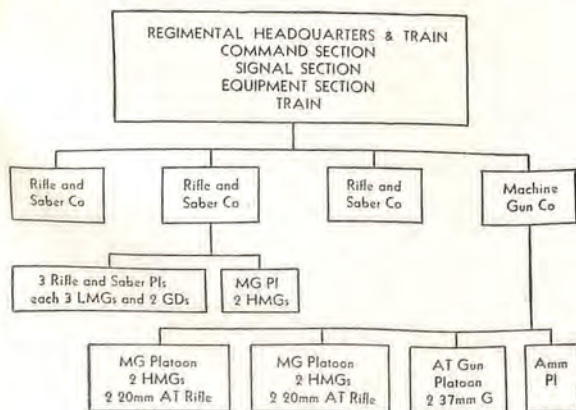 REGIMENTAL HEADQUARTERS & TRAIN
COMMAND SECTION
SIGNAL SECTION
EQUIPMENT SECTION
TRAIN
Rifle and
Saber Co
Rifle and
Saber Co
Rifle and
Saber Co
Machine
Gun Co
3 Rifle and Saber Pls
each 3 LMGs and 2 GDs
MG Pl
2 HMGs
MG Platoon
2 HMGs
2 20mm AT Rifle
MG Platoon
2 HMGs
2 20mm AT Rifle
AT Gun
Platoon
2 37mm G
Amm
Pl